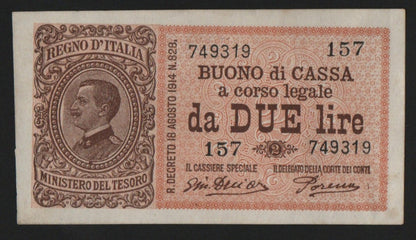 REGNO D'ITALIA
MINISTERO DEL TESORO
R. DECRETO 18 AGOSTO 1914 N. 828.
749319 157
BUONO di CASSA
a corso legale
da DUE lire
157 2 749319
IL CASSIERE SPECIALE IL DELEGATO DELLA CORTE DEI CONTI
Porena